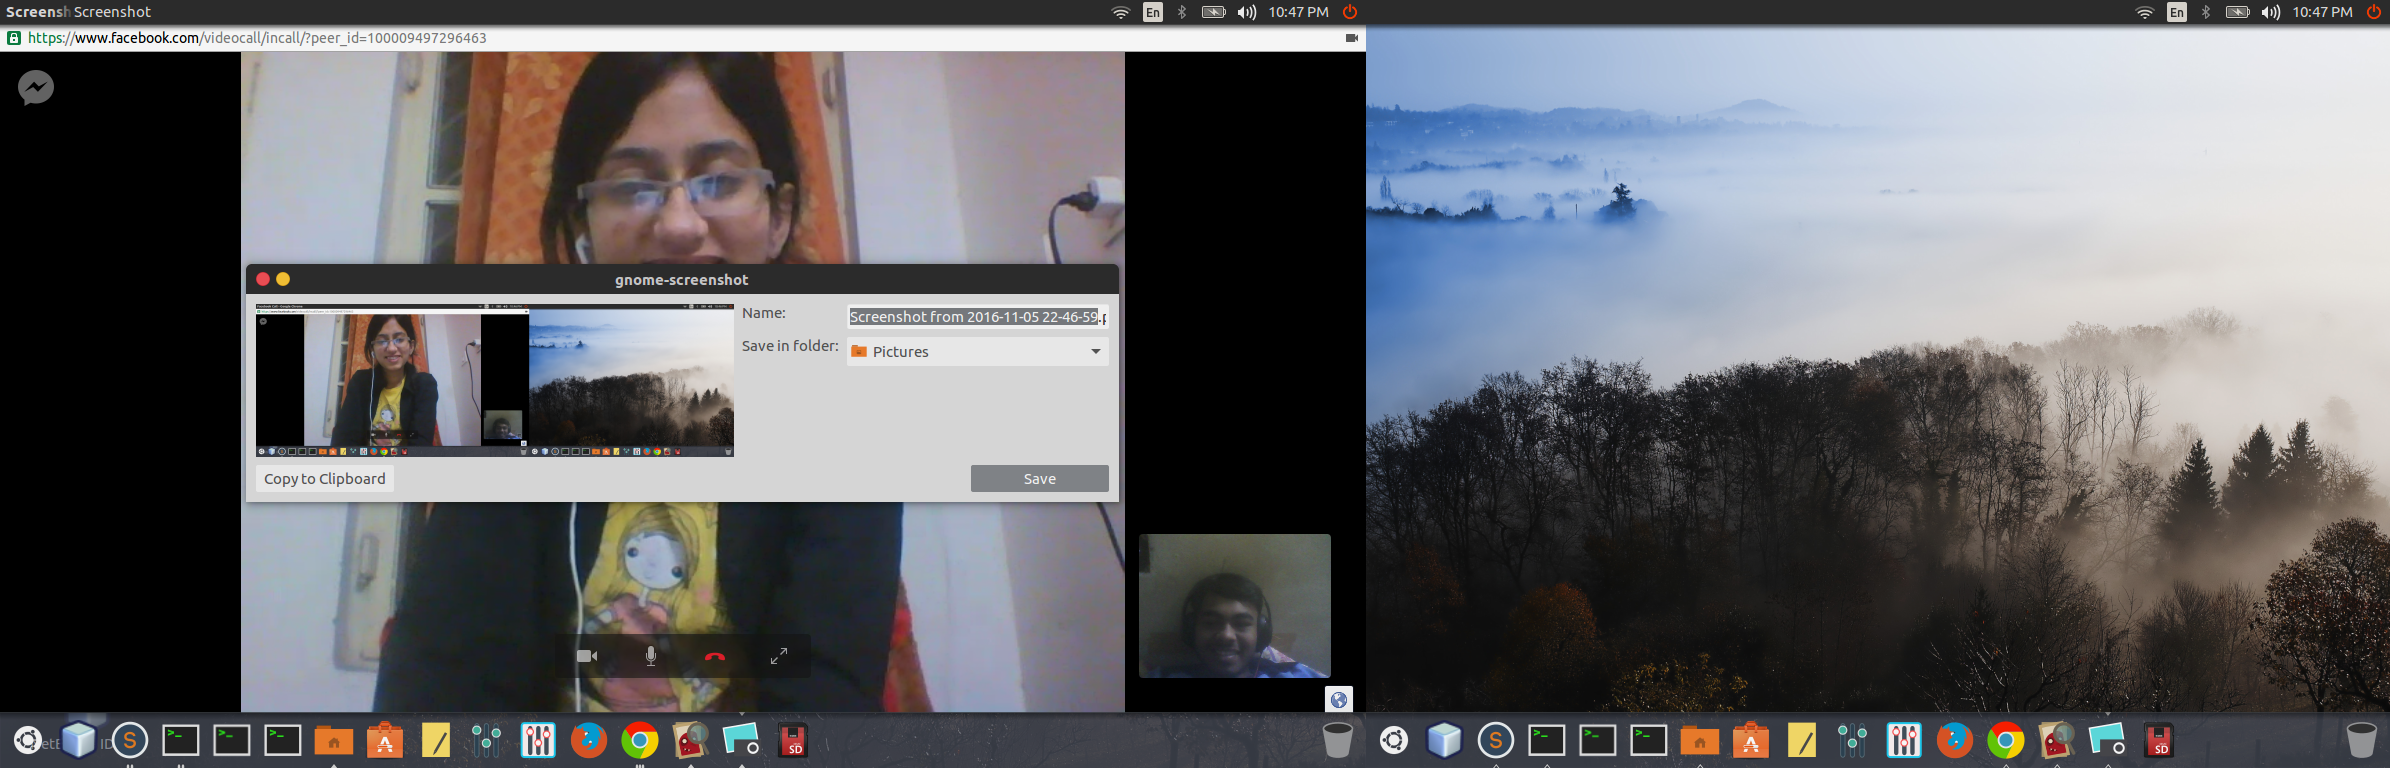 Screensh Screenshot
En
10:47 PM
En
10:47 PM
https://www.facebook.com/videocall/incall/?peer_id=100009497296463
gnome-screenshot
Name:
Screenshot from 2016-11-05 22-46-59.p
Save in folder:
Pictures
Copy to Clipboard
Save
S
>_
>_
>_
A
SD
S
>_
>_
>_
A
SD